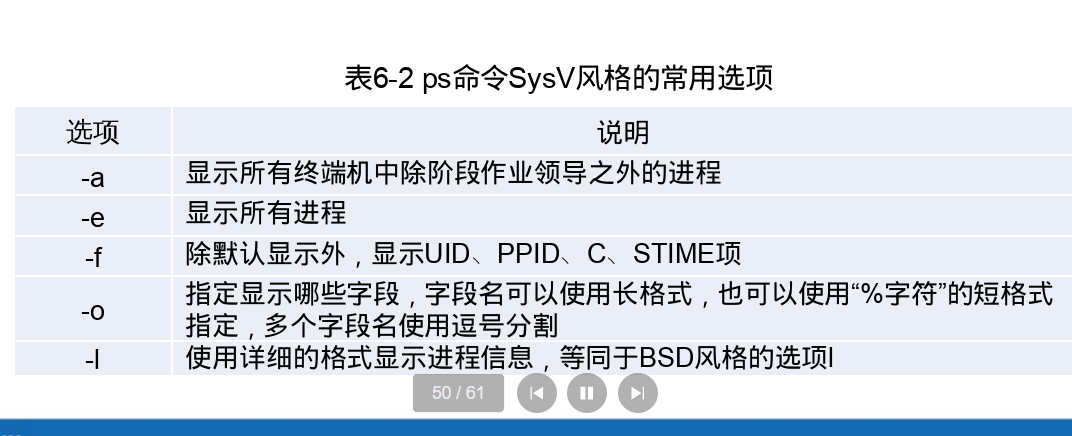 表6-2 ps命令SysV风格的常用选项
选项 说明
-a 显示所有终端机中除阶段作业领导之外的进程
-e 显示所有进程
-f 除默认显示外，显示UID、PPID、C、STIME项
-o 指定显示哪些字段，字段名可以使用长格式，也可以使用“%字符”的短格式
指定，多个字段名使用逗号分割
-l 使用详细的格式显示进程信息，等同于BSD风格的选项l
50 / 61